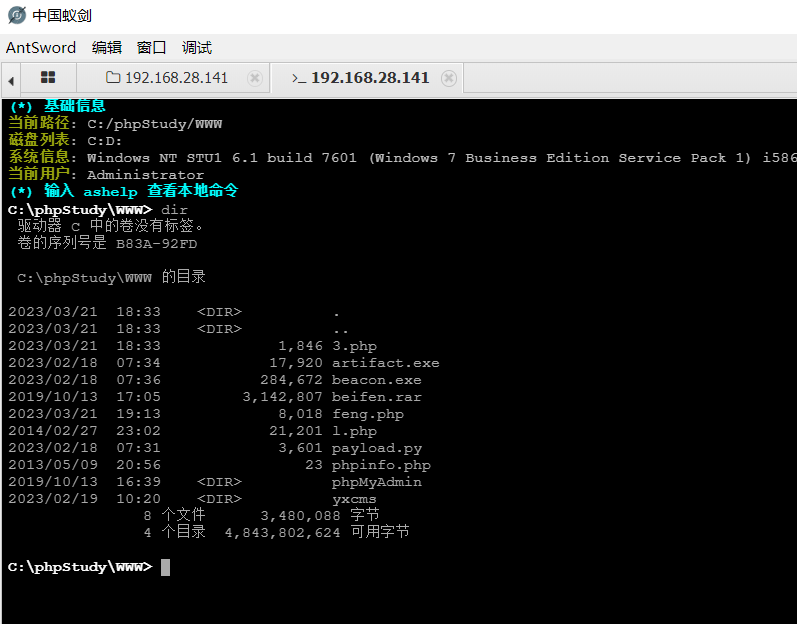 中国蚁剑
AntSword 编辑 窗口 调试
192.168.28.141 >_ 192.168.28.141
(*) 基础信息
当前路径: C:/phpStudy/WWW
磁盘列表: C:D:
系统信息: Windows NT STU1 6.1 build 7601 (Windows 7 Business Edition Service Pack 1) i586
当前用户: Administrator
(*) 输入 ashelp 查看本地命令
C:\phpStudy\WWW> dir
驱动器 C 中的卷没有标签。
卷的序列号是 B83A-92FD
C:\phpStudy\WWW 的目录
2023/03/21 18:33 <DIR> .
2023/03/21 18:33 <DIR> ..
2023/03/21 18:33 1,846 3.php
2023/02/18 07:34 17,920 artifact.exe
2023/02/18 07:36 284,672 beacon.exe
2019/10/13 17:05 3,142,807 beifen.rar
2023/03/21 19:13 8,018 feng.php
2014/02/27 23:02 21,201 l.php
2023/02/18 07:31 3,601 payload.py
2013/05/09 20:56 23 phpinfo.php
2019/10/13 16:39 <DIR> phpMyAdmin
2023/02/19 10:20 <DIR> yxcms
8 个文件 3,480,088 字节
4 个目录 4,843,802,624 可用字节
C:\phpStudy\WWW>